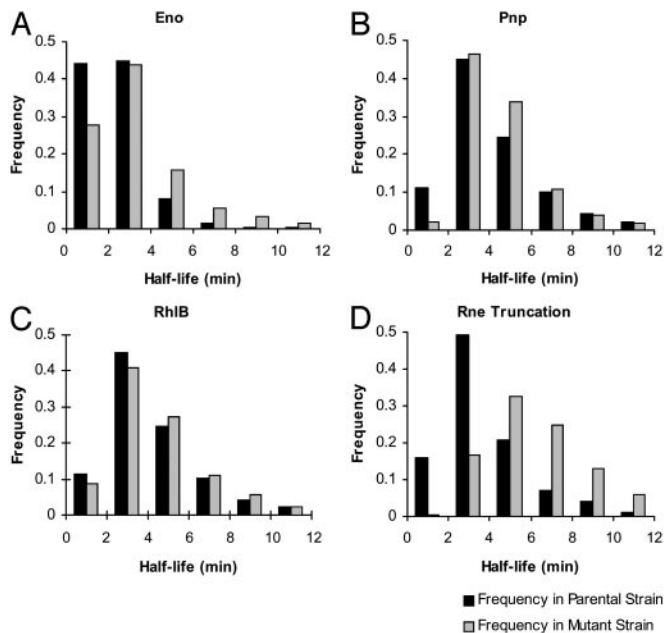 A
Eno
0.5
0.4
0.3
0.2
0.1
0
Frequency
0 2 4 6 8 10 12
Half-life (min)
B
Pnp
0.5
0.4
0.3
0.2
0.1
0
Frequency
0 2 4 6 8 10 12
Half-life (min)
C
RhlB
0.5
0.4
0.3
0.2
0.1
0
Frequency
0 2 4 6 8 10 12
Half-life (min)
D
Rne Truncation
0.5
0.4
0.3
0.2
0.1
0
Frequency
0 2 4 6 8 10 12
Half-life (min)
Frequency in Parental Strain
Frequency in Mutant Strain